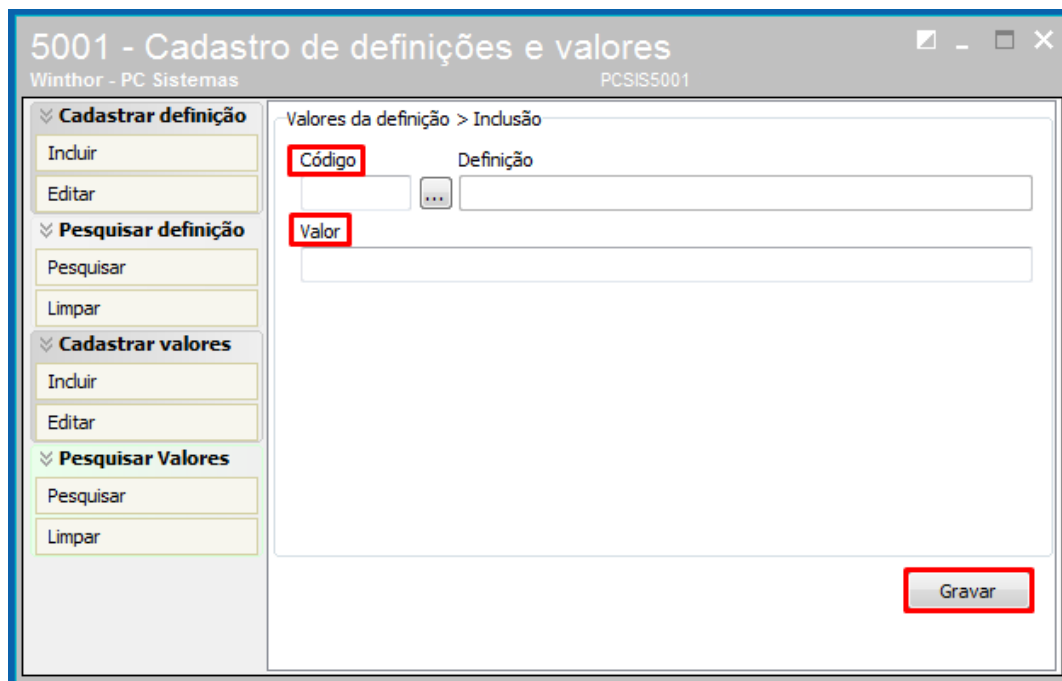 5001 - Cadastro de definições e valores
Winthor - PC Sistemas PCSIS5001
Cadastrar definição
Incluir
Editar
Pesquisar definição
Pesquisar
Limpar
Cadastrar valores
Incluir
Editar
Pesquisar Valores
Pesquisar
Limpar
Valores da definição > Inclusão
Código Definição
...
Valor
Gravar